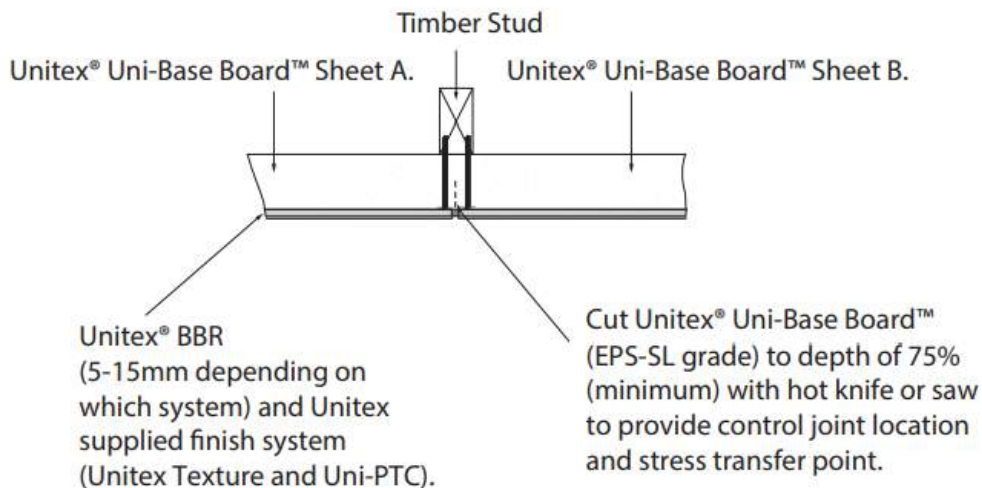 Timber Stud
Unitex® Uni-Base Board™ Sheet A.
Unitex® Uni-Base Board™ Sheet B.
Unitex® BBR
(5-15mm depending on
which system) and Unitex
supplied finish system
(Unitex Texture and Uni-PTC).
Cut Unitex® Uni-Base Board™
(EPS-SL grade) to depth of 75%
(minimum) with hot knife or saw
to provide control joint location
and stress transfer point.